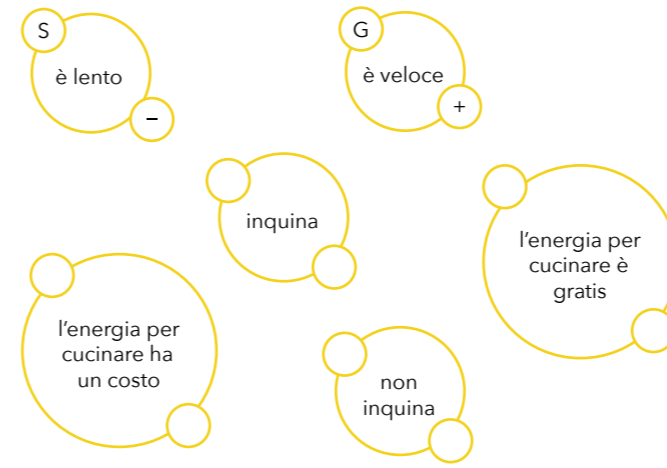 S
è lento
–
G
è veloce
+
inquina
l'energia per
cucinare è
gratis
l'energia per
cucinare ha
un costo
non
inquina